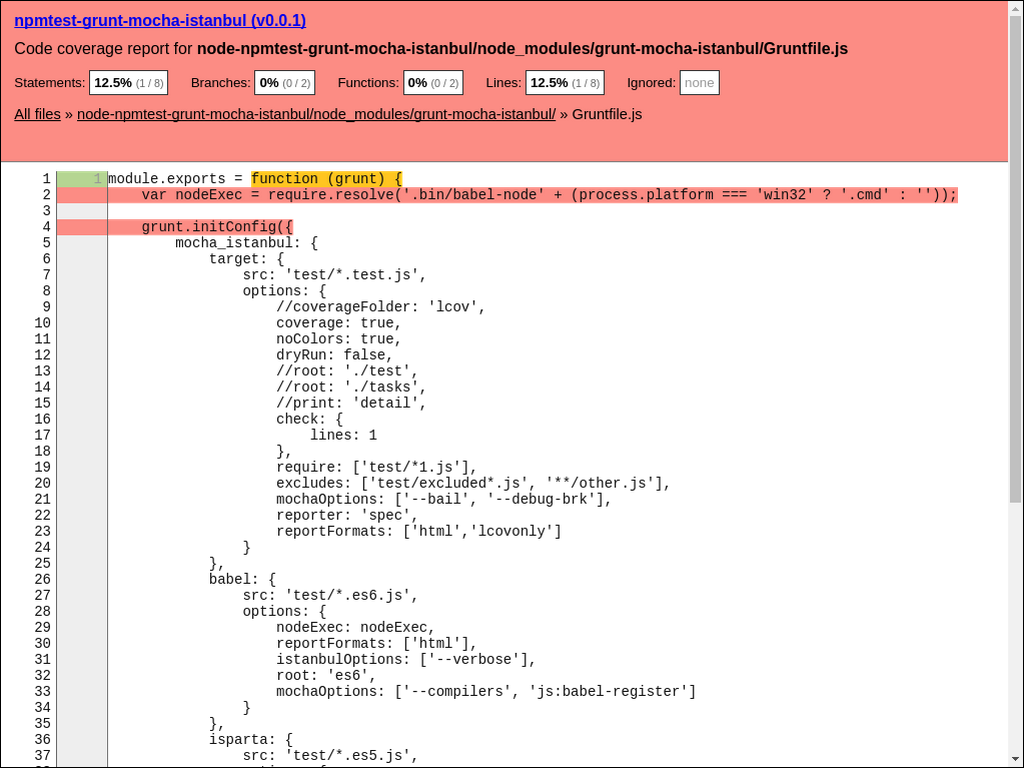 npmtest-grunt-mocha-istanbul (v0.0.1)
Code coverage report for node-npmtest-grunt-mocha-istanbul/node_modules/grunt-mocha-istanbul/Gruntfile.js
Statements: 12.5% (1 / 8) Branches: 0% (0 / 2) Functions: 0% (0 / 2) Lines: 12.5% (1 / 8) Ignored: none
All files » node-npmtest-grunt-mocha-istanbul/node_modules/grunt-mocha-istanbul/ » Gruntfile.js
1 1 module.exports = function (grunt) {
2     var nodeExec = require.resolve('.bin/babel-node' + (process.platform === 'win32' ? '.cmd' : ''));
3
4     grunt.initConfig({
5         mocha_istanbul: {
6             target: {
7                 src: 'test/*.test.js',
8                 options: {
9                     //coverageFolder: 'lcov',
10                     coverage: true,
11                     noColors: true,
12                     dryRun: false,
13                     //root: './test',
14                     //root: './tasks',
15                     //print: 'detail',
16                     check: {
17                         lines: 1
18                     },
19                     require: ['test/*1.js'],
20                     excludes: ['test/excluded*.js', '**/other.js'],
21                     mochaOptions: ['--bail', '--debug-brk'],
22                     reporter: 'spec',
23                     reportFormats: ['html','lcovonly']
24                 }
25             },
26             babel: {
27                 src: 'test/*.es6.js',
28                 options: {
29                     nodeExec: nodeExec,
30                     reportFormats: ['html'],
31                     istanbulOptions: ['--verbose'],
32                     root: 'es6',
33                     mochaOptions: ['--compilers', 'js:babel-register']
34                 }
35             },
36             isparta: {
37                 src: 'test/*.es5.js',